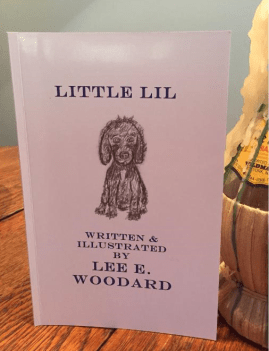 LITTLE LIL
WRITTEN &
ILLUSTRATED
BY
LEE E.
WOODARD